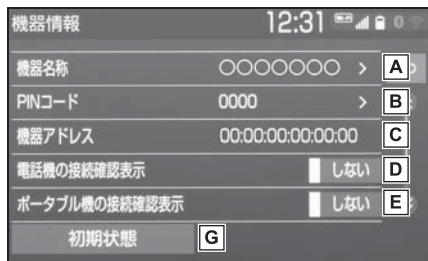 機器情報 12:31
機器名称 ○○○○○○○ > A
PINコード 0000 > B
機器アドレス 00:00:00:00:00:00 C
電話機の接続確認表示 しない D
ポータブル機の接続確認表示 しない E
初期状態 G